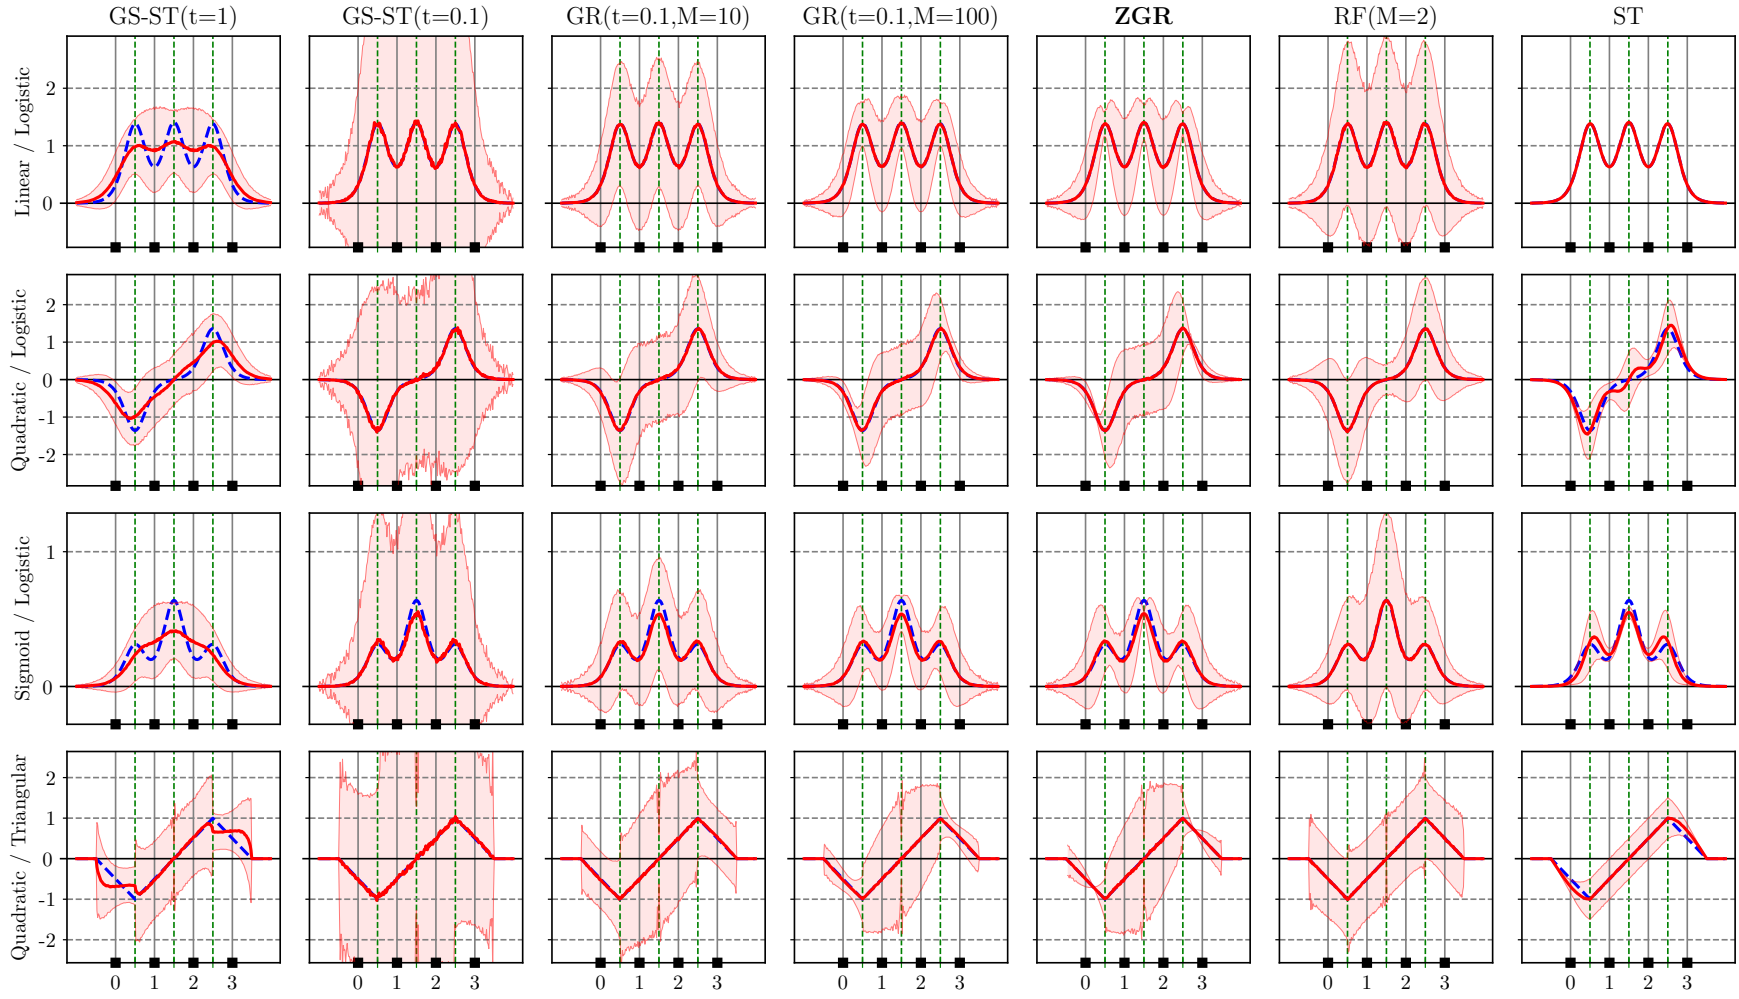 GS-ST(t=1) GS-ST(t=0.1) GR(t=0.1,M=10) GR(t=0.1,M=100) ZGR RF(M=2) ST
Linear / Logistic
2
1
0
Quadratic / Logistic
2
1
0
-1
-2
Sigmoid / Logistic
1
0
Quadratic / Triangular
2
1
0
-1
-2
0 1 2 3 0 1 2 3 0 1 2 3 0 1 2 3 0 1 2 3 0 1 2 3 0 1 2 3